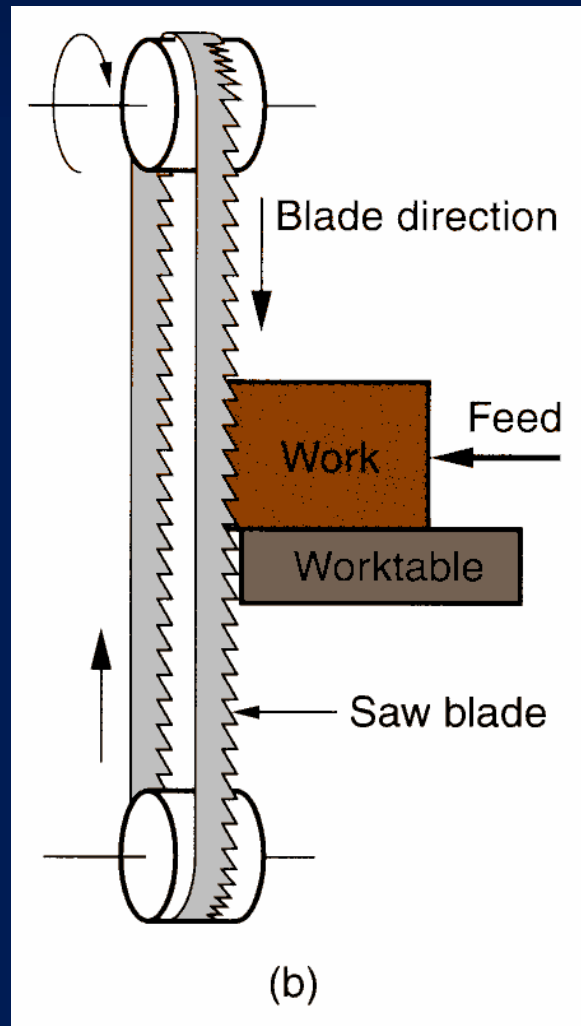 Blade direction
Feed
Work
Worktable
Saw blade
(b)